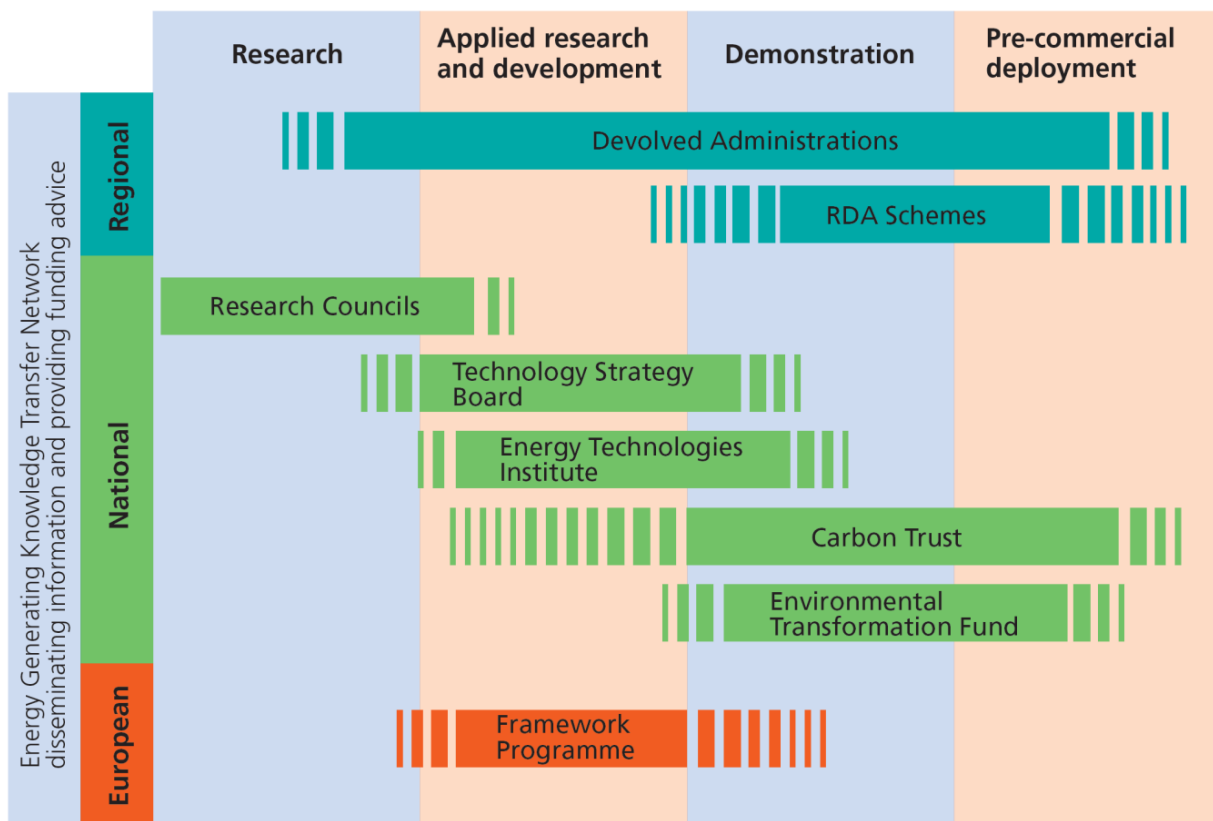 Research
Applied research
and development
Demonstration
Pre-commercial
deployment
Energy Generating Knowledge Transfer Network
disseminating information and providing funding advice
Regional
Devolved Administrations
RDA Schemes
National
Research Councils
Technology Strategy
Board
Energy Technologies
Institute
Carbon Trust
Environmental
Transformation Fund
European
Framework
Programme